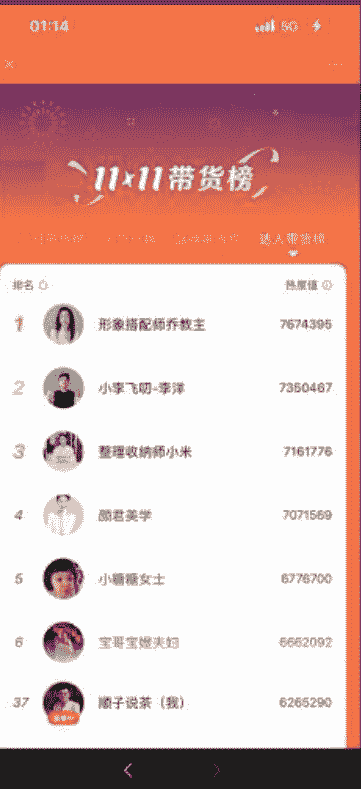 01:14
5G
11×11带货榜
达人带货榜
排名
热度值
1 形象搭配师乔教主 7674395
2 小李飞叨-李洋 7350467
3 整理收纳师小米 7161776
4 颜君美学 7071569
5 小糖糖女士 6776700
6 宝哥宝嫂夫妇 6662092
37 顺子说茶（我） 6265290